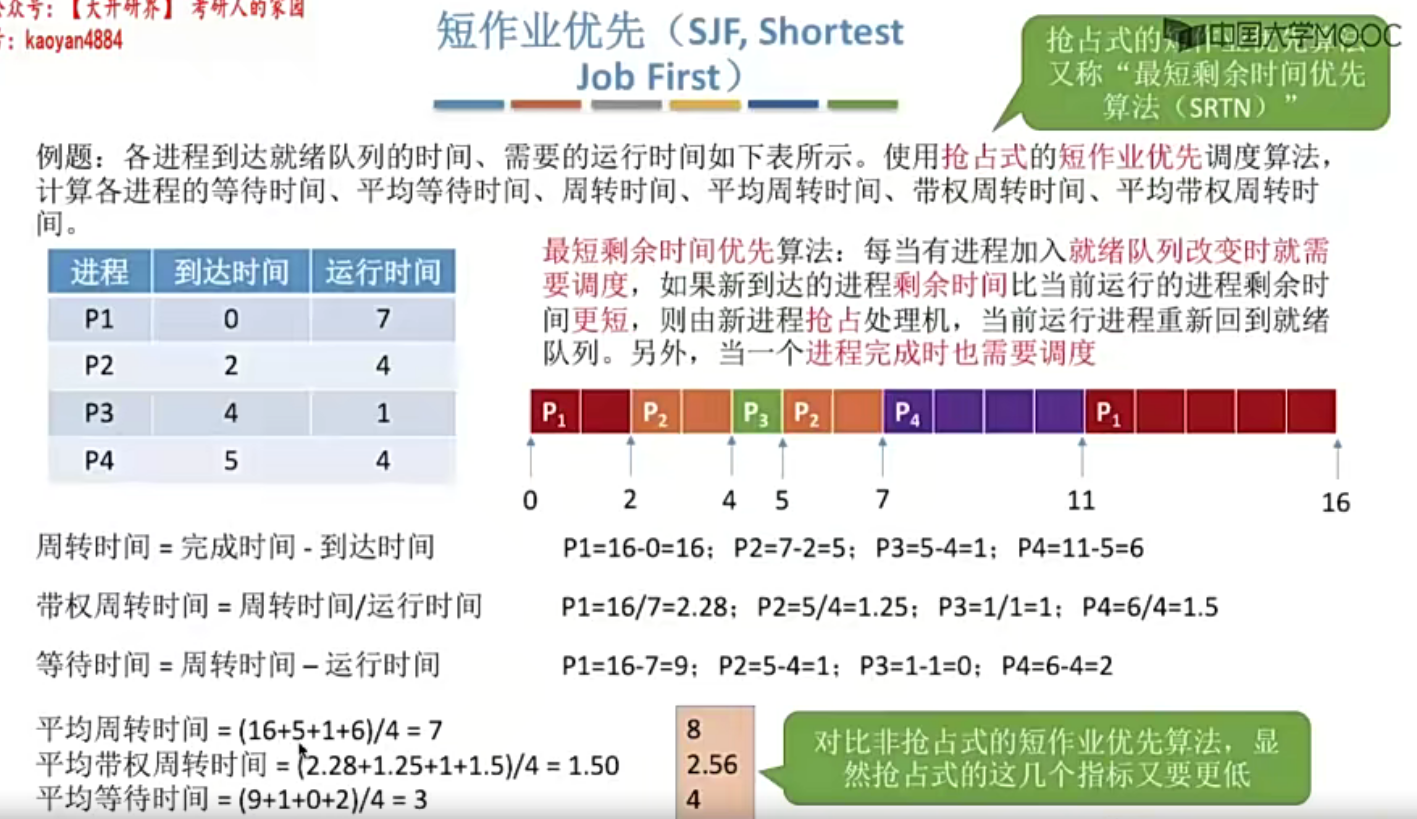 公众号：【大开研界】 考研人的家园
号：kaoyan4884
短作业优先（SJF, Shortest
Job First）
中国大学MOOC
抢占式的短作业优先算法
又称“最短剩余时间优先
算法（SRTN）”
例题：各进程到达就绪队列的时间、需要的运行时间如下表所示。使用抢占式的短作业优先调度算法，
计算各进程的等待时间、平均等待时间、周转时间、平均周转时间、带权周转时间、平均带权周转时
间。
进程 到达时间 运行时间
P1 0 7
P2 2 4
P3 4 1
P4 5 4
最短剩余时间优先算法：每当有进程加入就绪队列改变时就需
要调度，如果新到达的进程剩余时间比当前运行的进程剩余时
间更短，则由新进程抢占处理机，当前运行进程重新回到就绪
队列。另外，当一个进程完成时也需要调度
P1 P2 P3 P2 P4 P1
0 2 4 5 7 11 16
周转时间 = 完成时间 - 到达时间 P1=16-0=16；P2=7-2=5；P3=5-4=1；P4=11-5=6
带权周转时间 = 周转时间/运行时间 P1=16/7=2.28；P2=5/4=1.25；P3=1/1=1；P4=6/4=1.5
等待时间 = 周转时间 – 运行时间 P1=16-7=9；P2=5-4=1；P3=1-1=0；P4=6-4=2
平均周转时间 = (16+5+1+6)/4 = 7 8
平均带权周转时间 = (2.28+1.25+1+1.5)/4 = 1.50 2.56
平均等待时间 = (9+1+0+2)/4 = 3 4
对比非抢占式的短作业优先算法，显
然抢占式的这几个指标又要更低